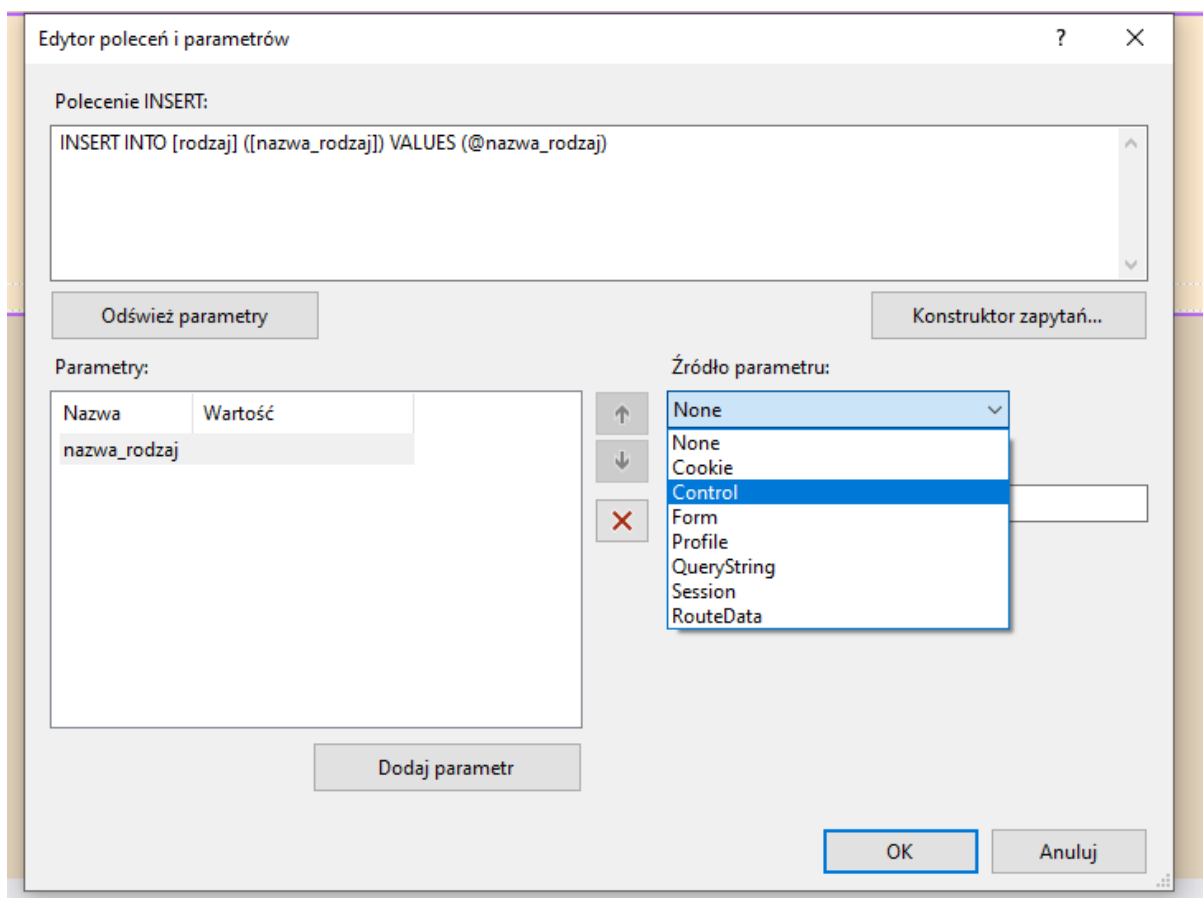 Edytor poleceń i parametrów
?
Polecenie INSERT:
INSERT INTO [rodzaj] ([nazwa_rodzaj]) VALUES (@nazwa_rodzaj)
Odśwież parametry
Konstruktor zapytań...
Parametry:
Źródło parametru:
Nazwa Wartość
nazwa_rodzaj
None
None
Cookie
Control
Form
Profile
QueryString
Session
RouteData
Dodaj parametr
OK
Anuluj